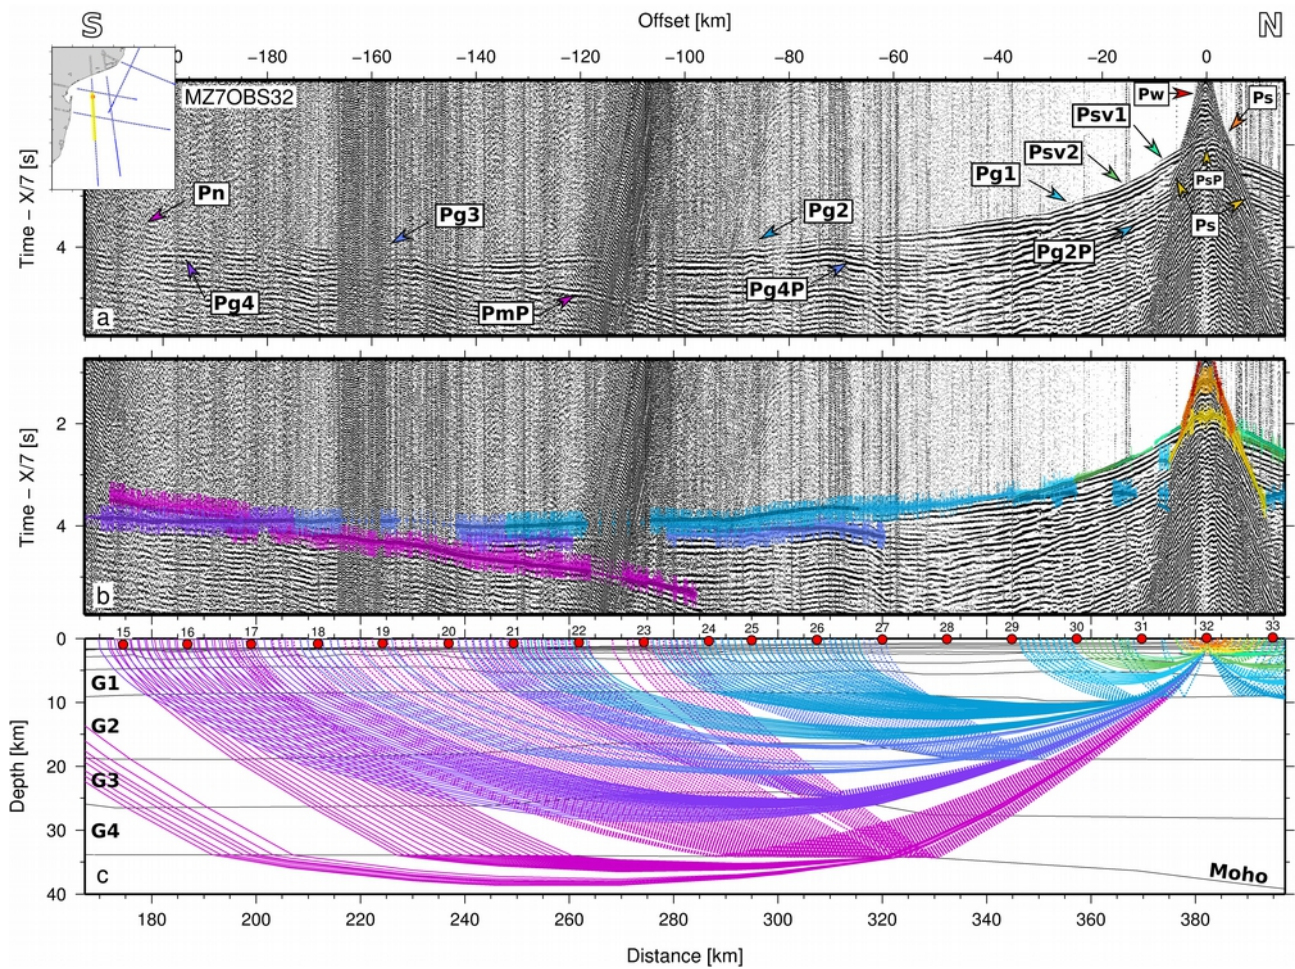 S
Offset [km]
N
0 −180 −160 −140 −120 −100 −80 −60 −40 −20 0
MZ7OBS32
Pw
Ps
Psv1
Psv2
Pg1
PsP
Pn
Pg3
Pg2
Ps
Pg2P
4
Pg4P
Pg4
PmP
Time − X/7 [s]
a
2
4
Time − X/7 [s]
b
15 16 17 18 19 20 21 22 23 24 25 26 27 28 29 30 31 32 33
0
G1
10
G2
20
G3
30
G4
Moho
40
c
Depth [km]
180 200 220 240 260 280 300 320 340 360 380
Distance [km]